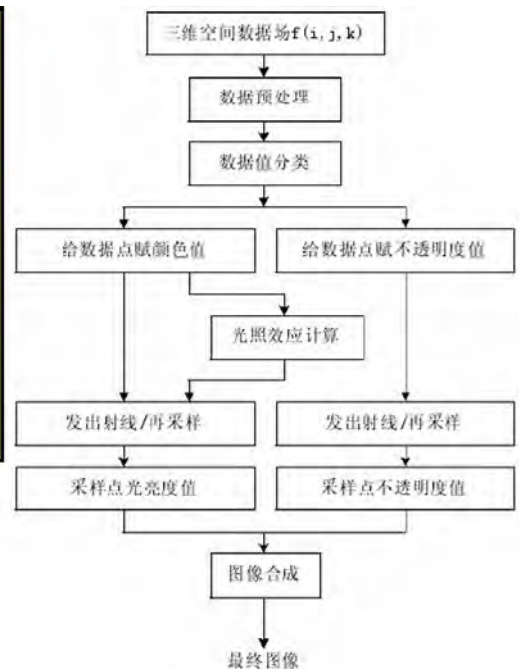 三维空间数据场f(i,j,k)
数据预处理
数据值分类
给数据点赋颜色值
给数据点赋不透明度值
光照效应计算
发出射线/再采样
发出射线/再采样
采样点光亮度值
采样点不透明度值
图像合成
最终图像